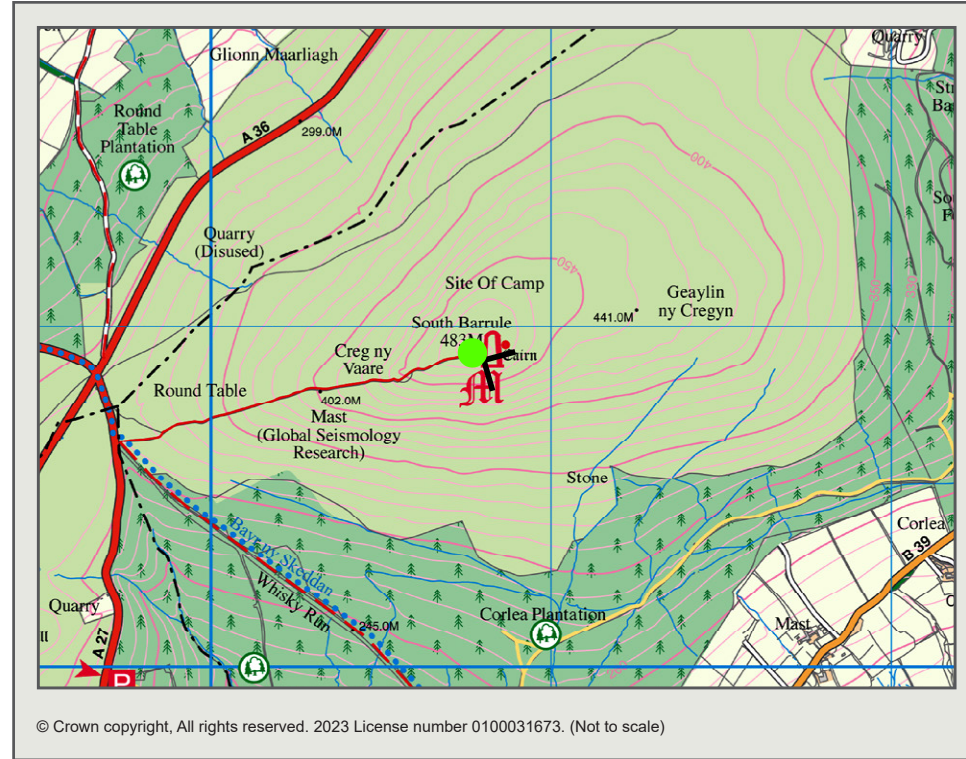 Glionn Maarliagh
Quarry
Round
Table
Plantation
A 36
299.0M
400
Quarry
(Disused)
450
Site Of Camp
Geaylin
ny Cregyn
441.0M
350
330
South Barrule
483M
Cairn
Creg ny
Vaare
Round Table
402.0M
Mast
(Global Seismology
Research)
Stone
Bayr ny Skeddan
Whisky Run
245.0M
Corlea
B 39
Quarry
Corlea Plantation
Mast
A 27
P
© Crown copyright, All rights reserved. 2023 License number 0100031673. (Not to scale)